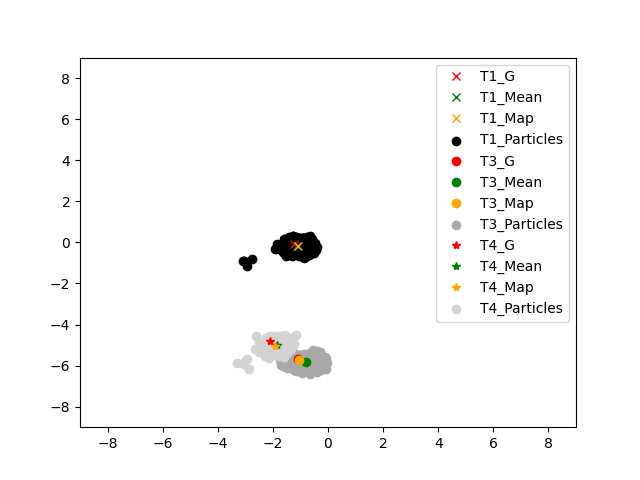 8
6
4
2
0
−2
−4
−6
−8
−8
−6
−4
−2
0
2
4
6
8
T1_G
T1_Mean
T1_Map
T1_Particles
T3_G
T3_Mean
T3_Map
T3_Particles
T4_G
T4_Mean
T4_Map
T4_Particles